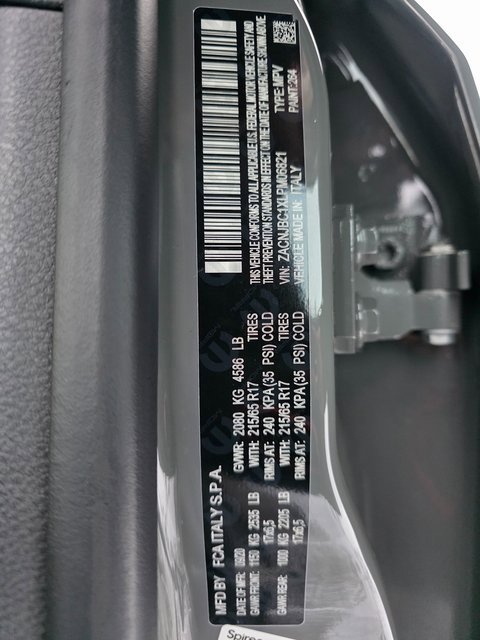 MFD BY: FCA ITALY S.P.A.
DATE OF MFR: 09/20 GVWR: 2080 KG 4586 LB
GAWR FRONT: 1150 KG 2535 LB WITH: 215/65 R17 TIRES
17x6,5 RIMS AT: 240 KPA (35 PSI) COLD
GAWR REAR: 1000 KG 2205 LB WITH: 215/65 R17 TIRES
17x6,5 RIMS AT: 240 KPA (35 PSI) COLD
THIS VEHICLE CONFORMS TO ALL APPLICABLE U.S. FEDERAL MOTOR VEHICLE SAFETY AND
THEFT PREVENTION STANDARDS IN EFFECT ON THE DATE OF MANUFACTURE SHOWN ABOVE
VIN: ZACNJBC1XLPM06821 TYPE: MPV
VEHICLE MADE IN: ITALY PAINT: 264